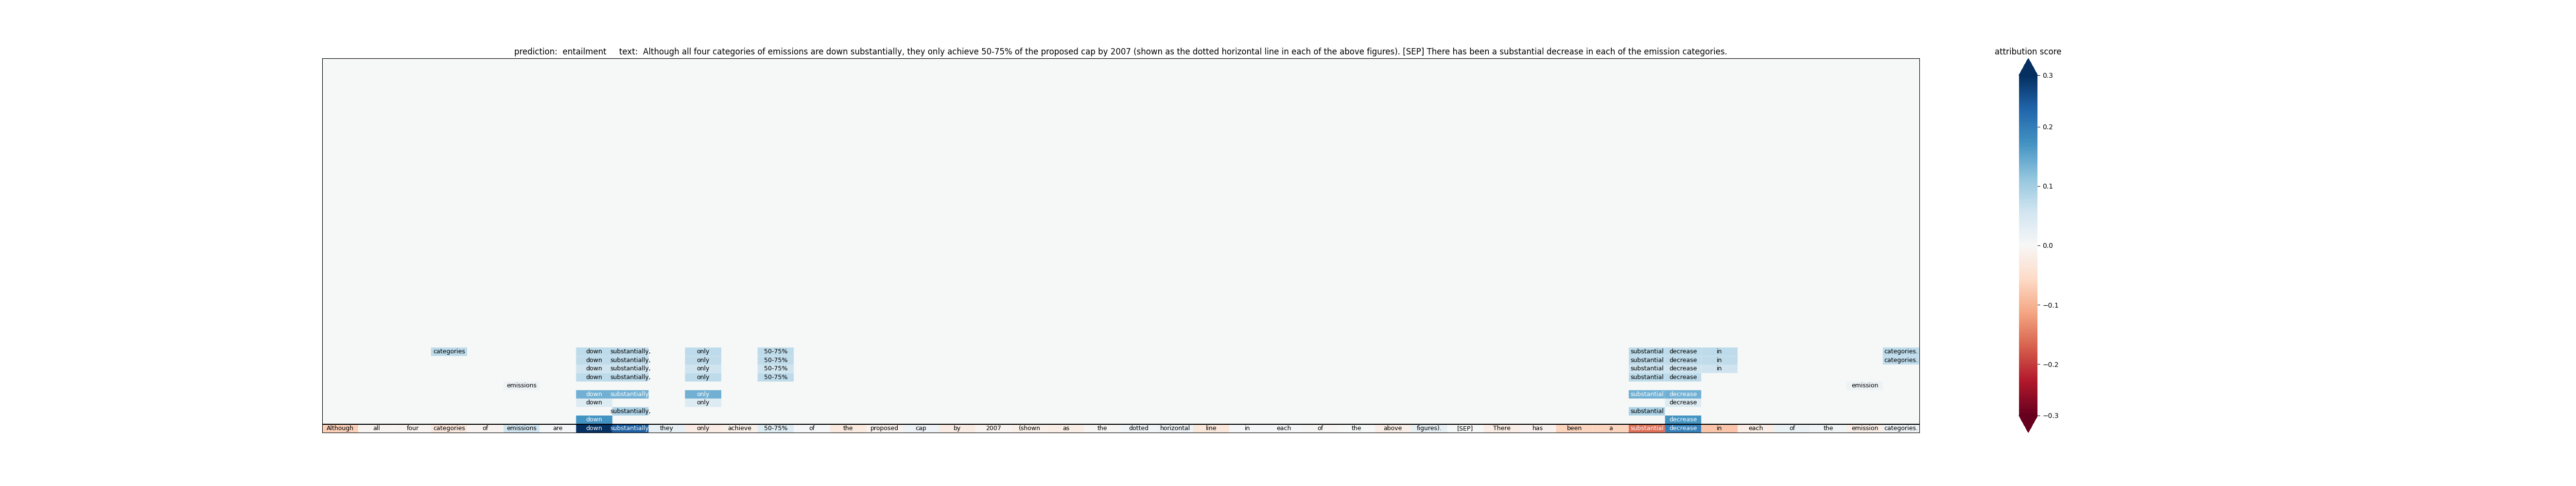 prediction: entailment text: Although all four categories of emissions are down substantially, they only achieve 50-75% of the proposed cap by 2007 (shown as the dotted horizontal line in each of the above figures). [SEP] There has been a substantial decrease in each of the emission categories.
attribution score
0.3
0.2
0.1
0.0
−0.1
−0.2
−0.3
categories down substantially, only 50-75% substantial decrease in categories.
down substantially, only 50-75% substantial decrease in categories.
down substantially, only 50-75% substantial decrease in
down substantially, only 50-75% substantial decrease
emissions emission
down substantially, only substantial decrease
down only decrease
substantially, substantial
down decrease
Although all four categories of emissions are down substantially, they only achieve 50-75% of the proposed cap by 2007 (shown as the dotted horizontal line in each of the above figures). [SEP] There has been a substantial decrease in each of the emission categories.